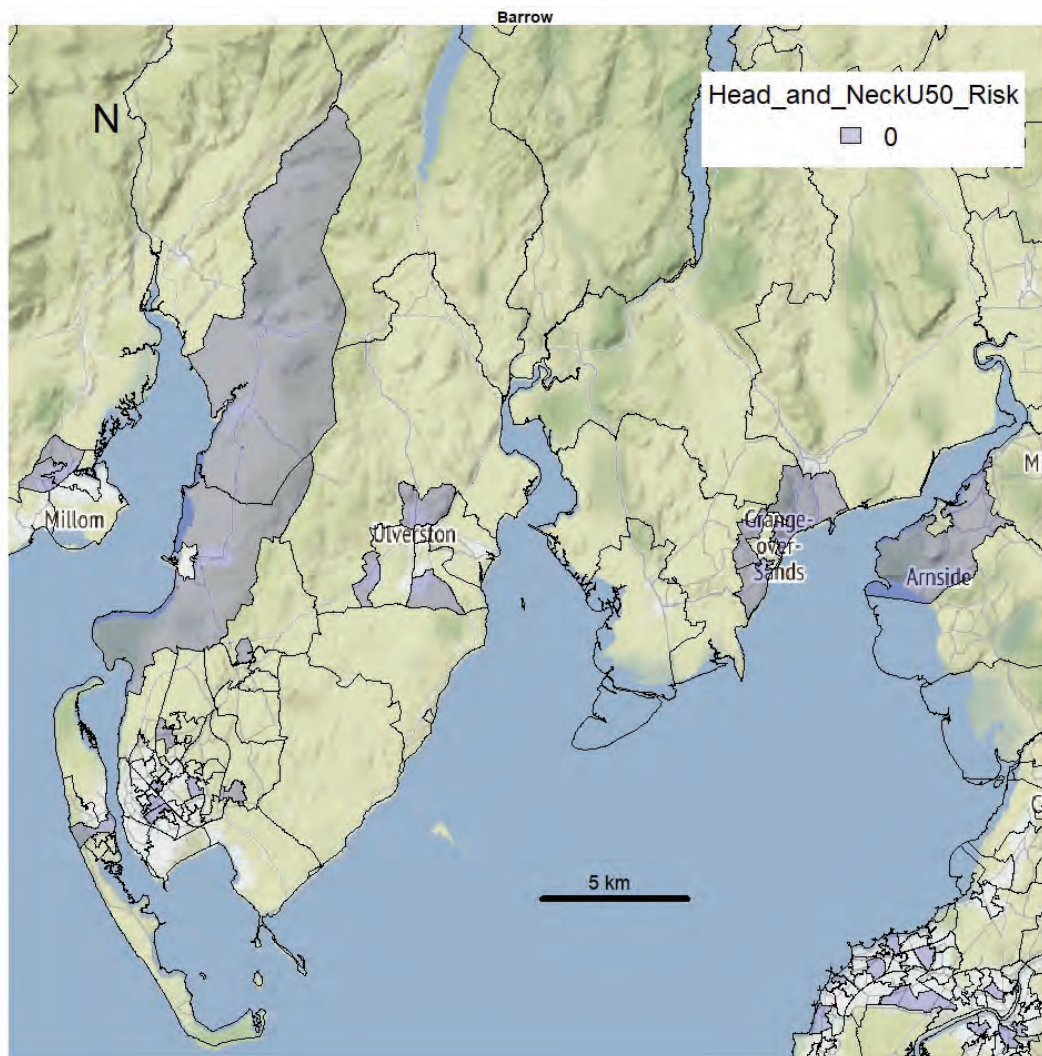 Barrow
Head_and_NeckU50_Risk
0
N
M
Millom
Ulverston
Grange-
over-
Sands
Arnside
C
5 km